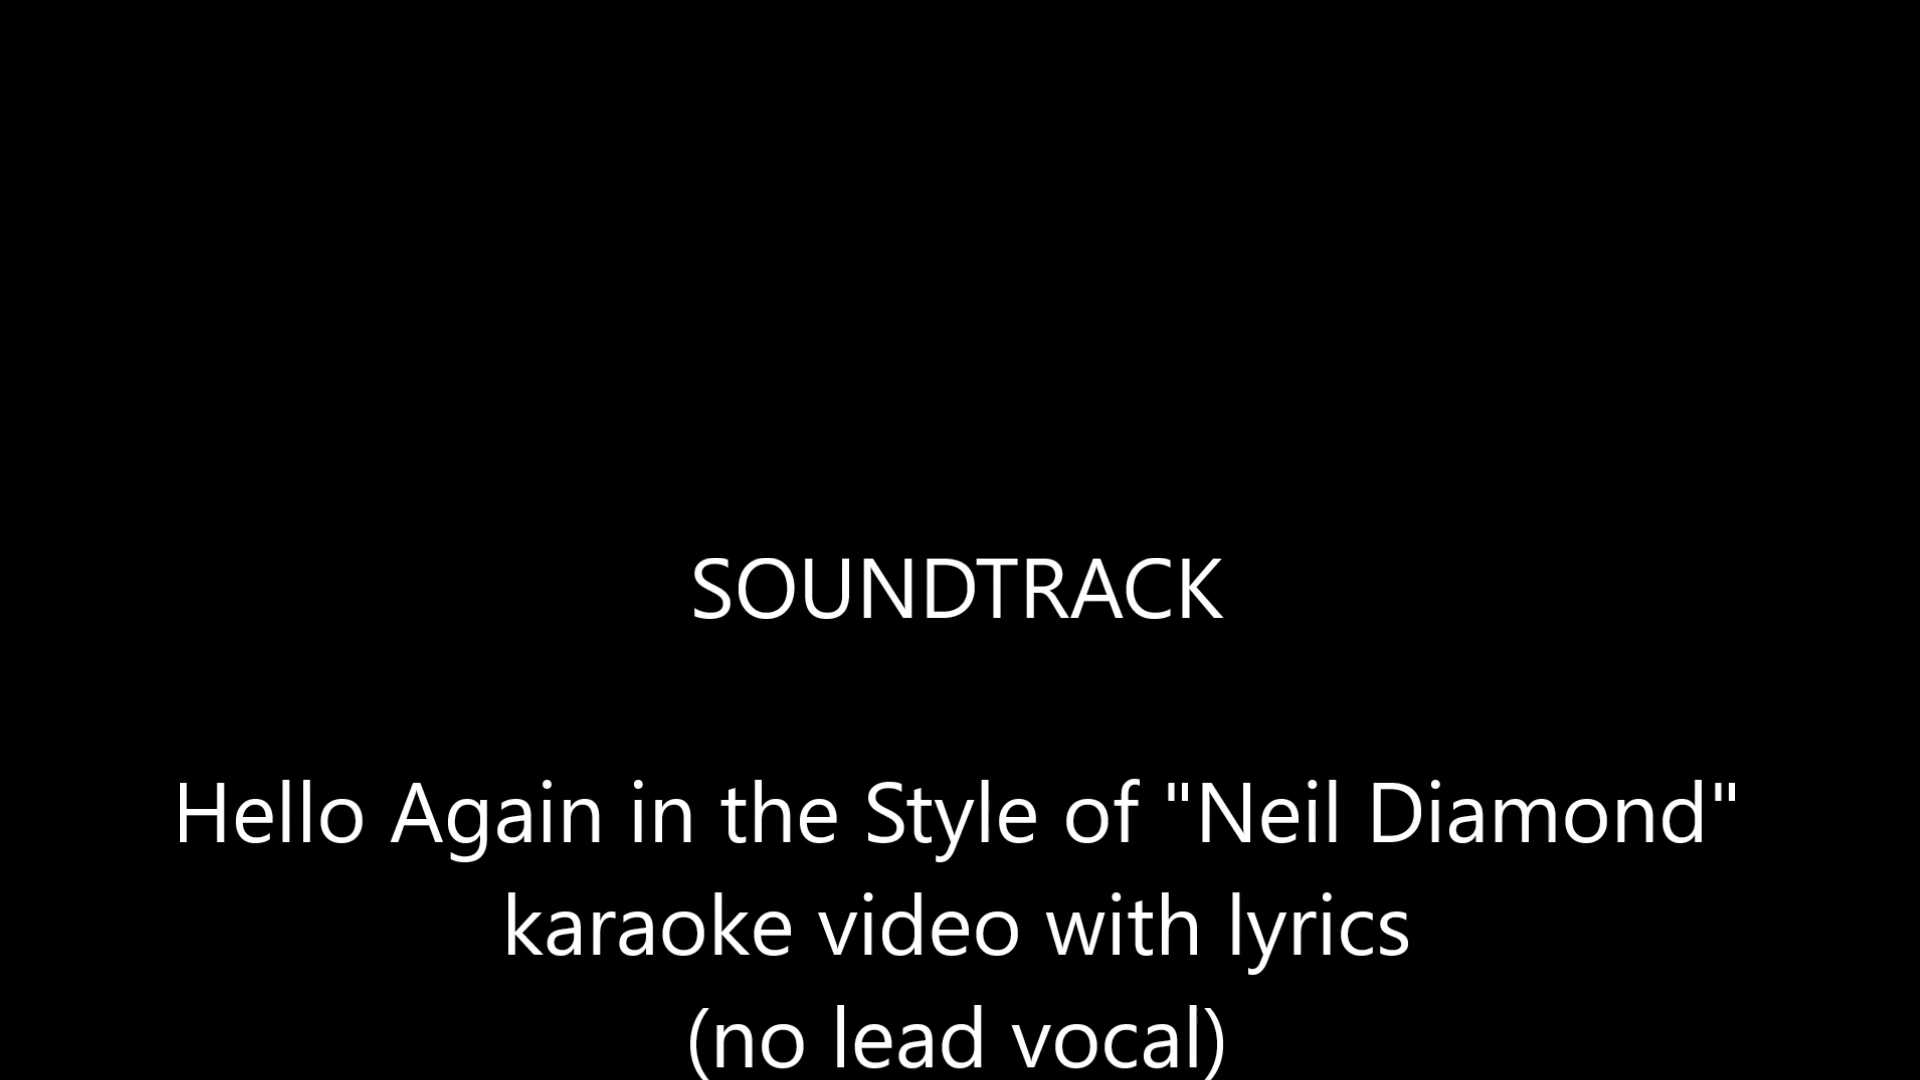 SOUNDTRACK
Hello Again in the Style of "Neil Diamond"
karaoke video with lyrics
(no lead vocal)